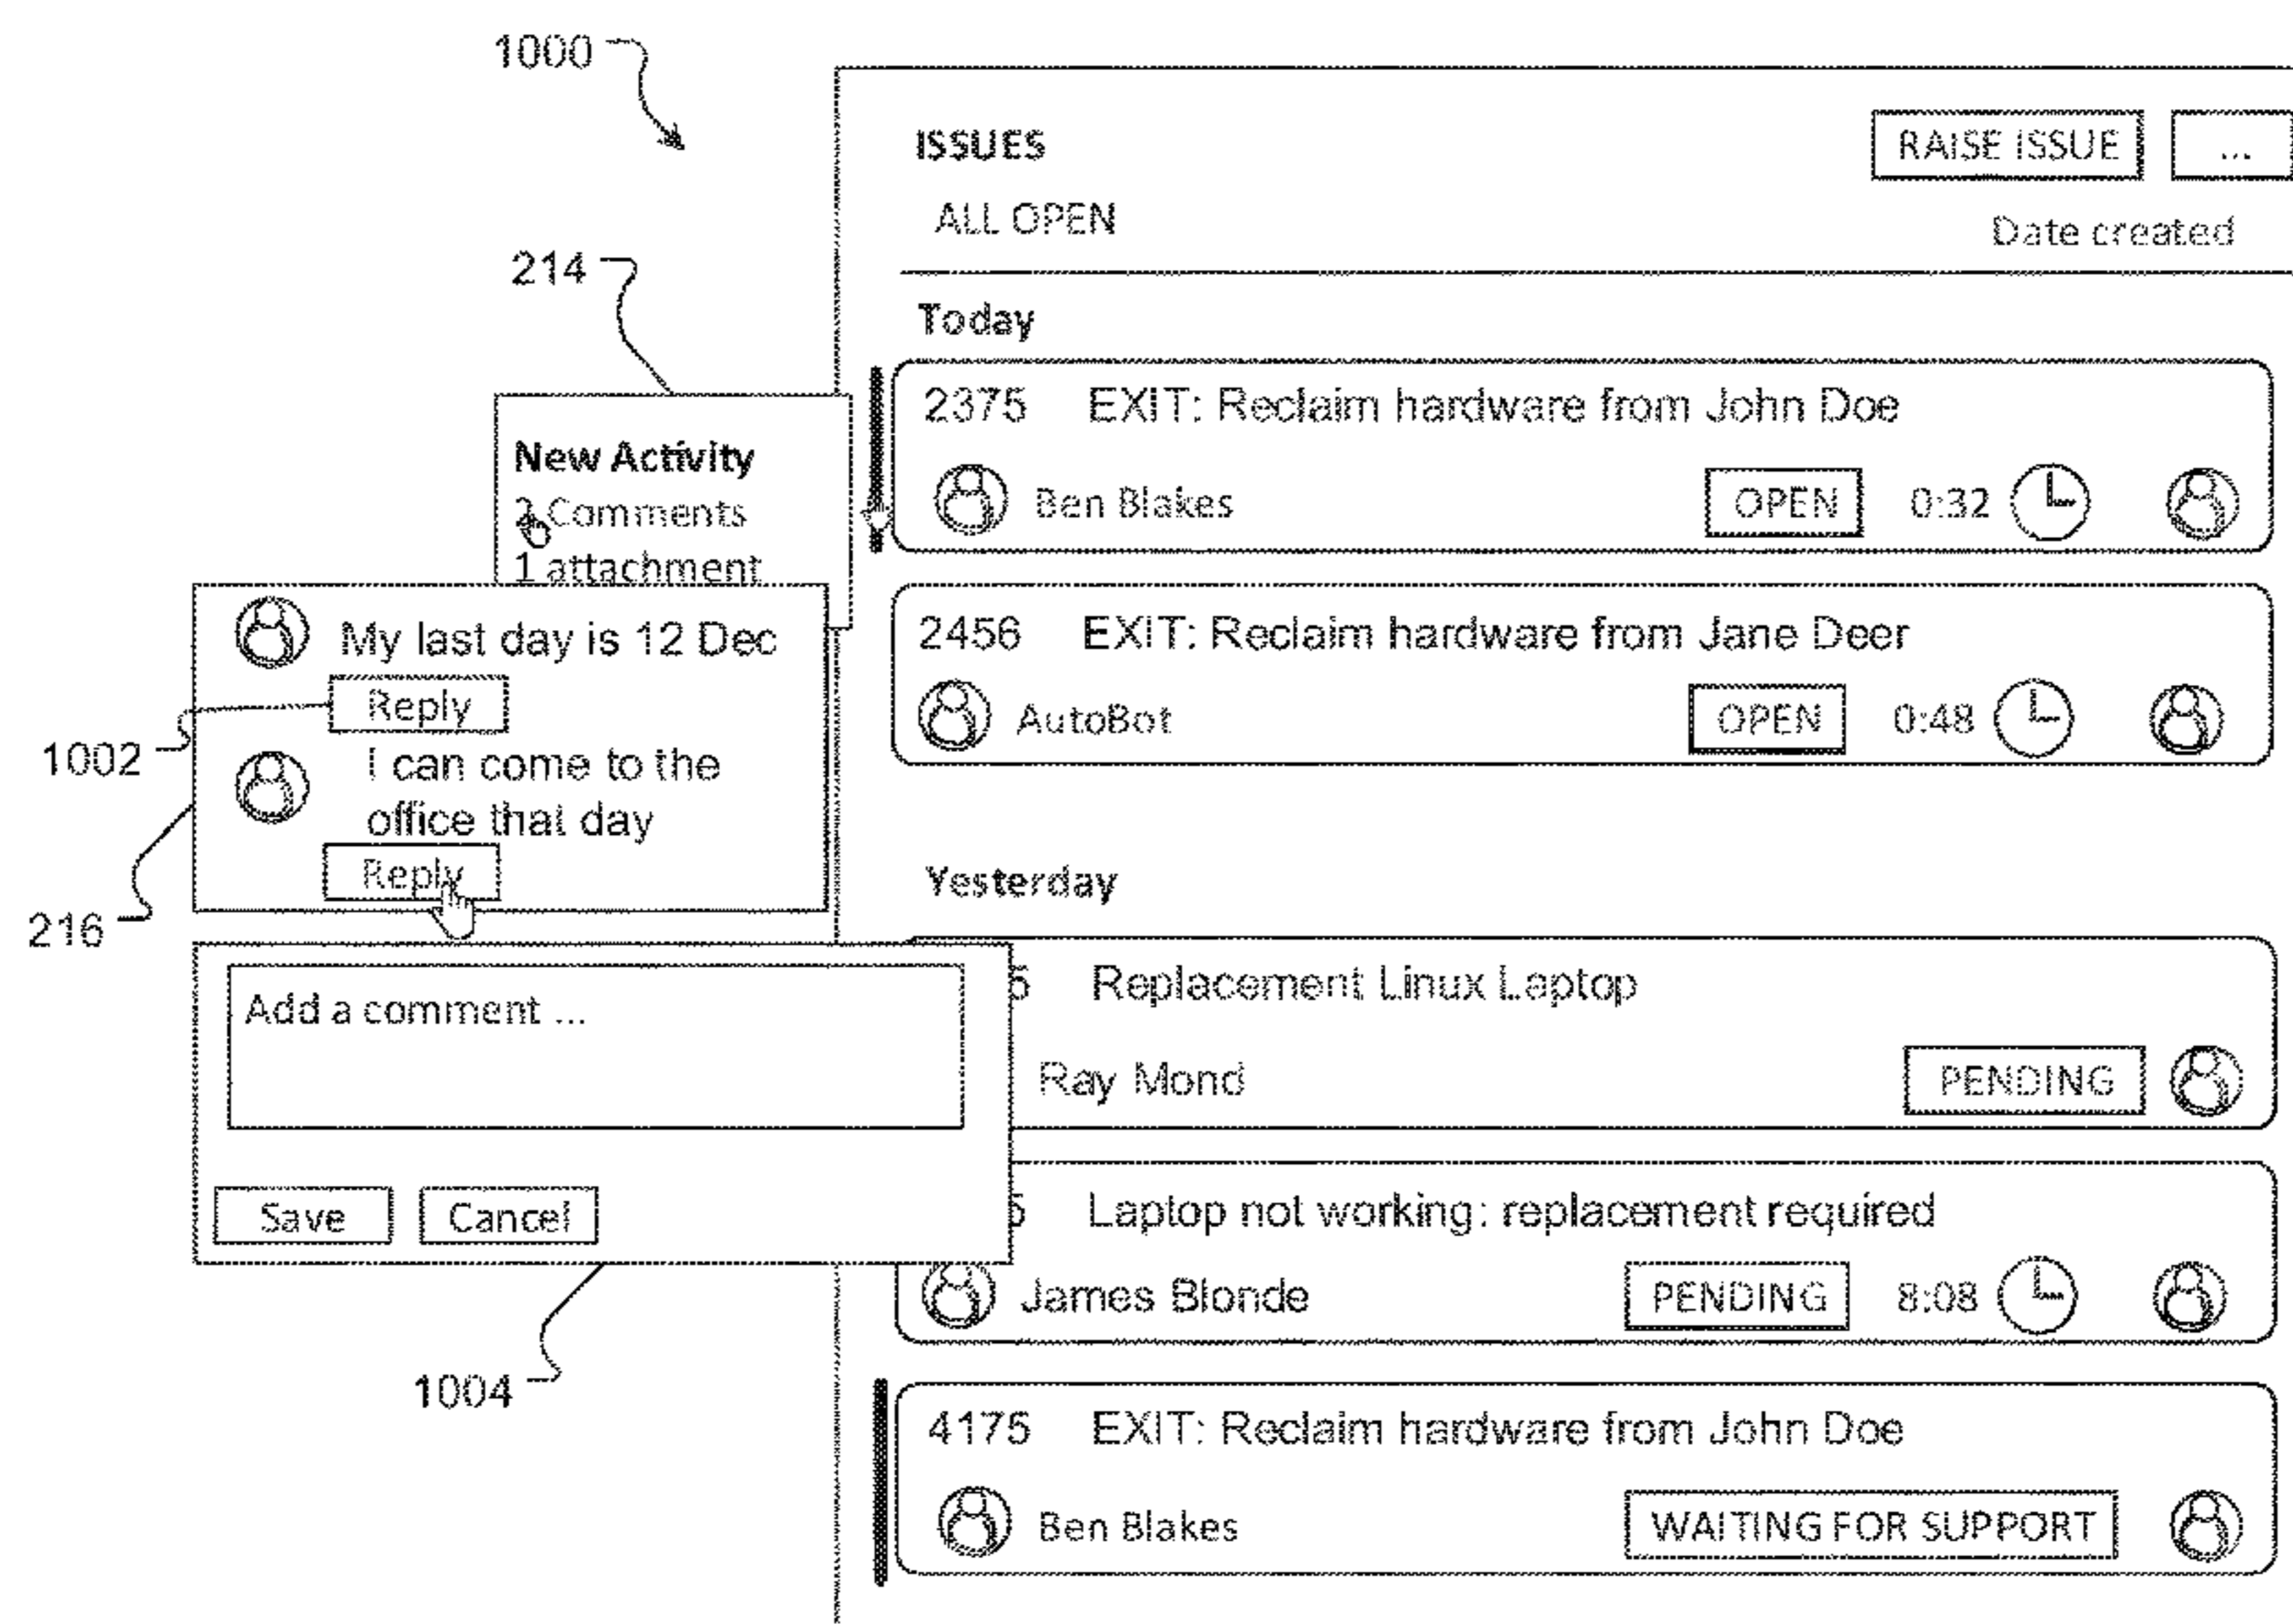 1000
ISSUES
RAISE ISSUE
...
ALL OPEN
Date created
214
Today
2375 EXIT: Reclaim hardware from John Doe
Ben Blakes OPEN 0:32
New Activity
2 Comments
1 attachment
2456 EXIT: Reclaim hardware from Jane Deer
AutoBot OPEN 0:48
My last day is 12 Dec
Reply
1002
I can come to the
office that day
Reply
216
Yesterday
5 Replacement Linux Laptop
Ray Mond PENDING
Add a comment ...
Save Cancel
1004
5 Laptop not working: replacement required
James Blonde PENDING 8:08
4175 EXIT: Reclaim hardware from John Doe
Ben Blakes WAITING FOR SUPPORT